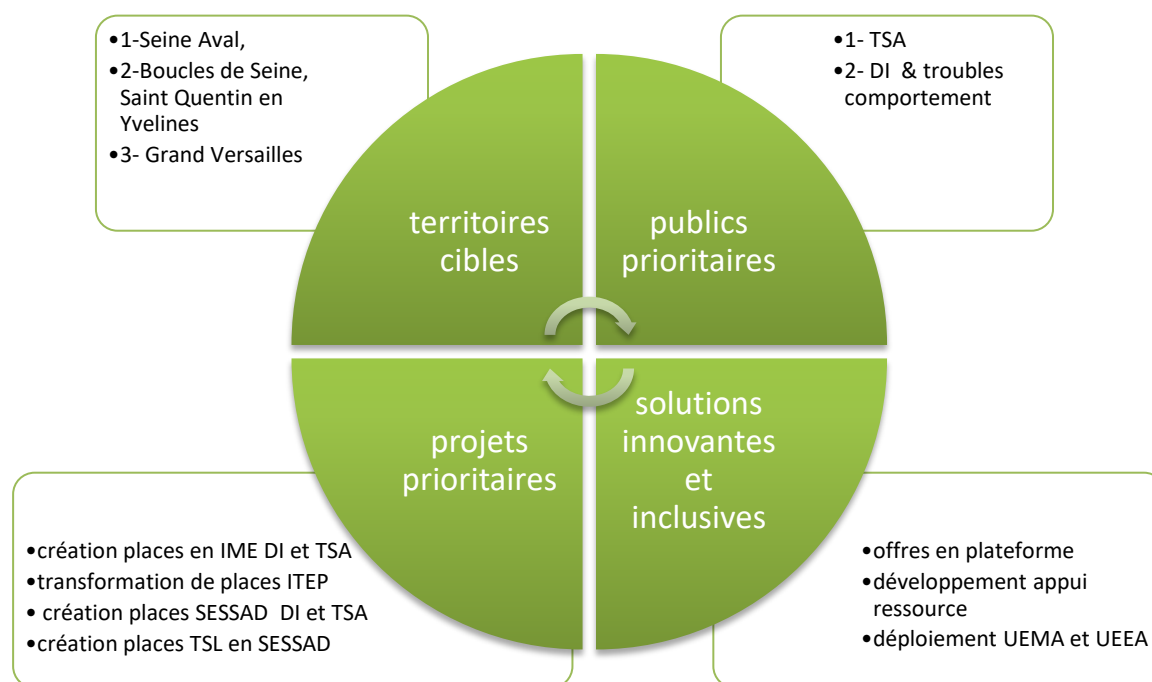 •1-Seine Aval,
•2-Boucles de Seine,
Saint Quentin en
Yvelines
•3- Grand Versailles
•1- TSA
•2- DI & troubles
comportement
territoires
cibles
publics
prioritaires
projets
prioritaires
solutions
innovantes
et
inclusives
•création places en IME DI et TSA
•transformation de places ITEP
• création places SESSAD DI et TSA
•création places TSL en SESSAD
•offres en plateforme
•développement appui
ressource
•déploiement UEMA et UEEA